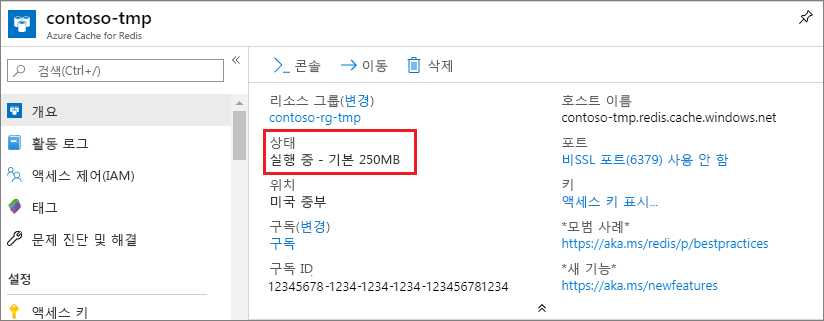 contoso-tmp
Azure Cache for Redis
검색(Ctrl+/)
개요
활동 로그
액세스 제어(IAM)
태그
문제 진단 및 해결
설정
액세스 키
콘솔
이동
삭제
리소스 그룹(변경)
contoso-rg-tmp
상태
실행 중 - 기본 250MB
위치
미국 중부
구독(변경)
구독
구독 ID
12345678-1234-1234-1234-123456781234
호스트 이름
contoso-tmp.redis.cache.windows.net
포트
비SSL 포트(6379) 사용 안 함
키
액세스 키 표시...
*모범 사례*
https://aka.ms/redis/p/bestpractices
*새 기능*
https://aka.ms/newfeatures